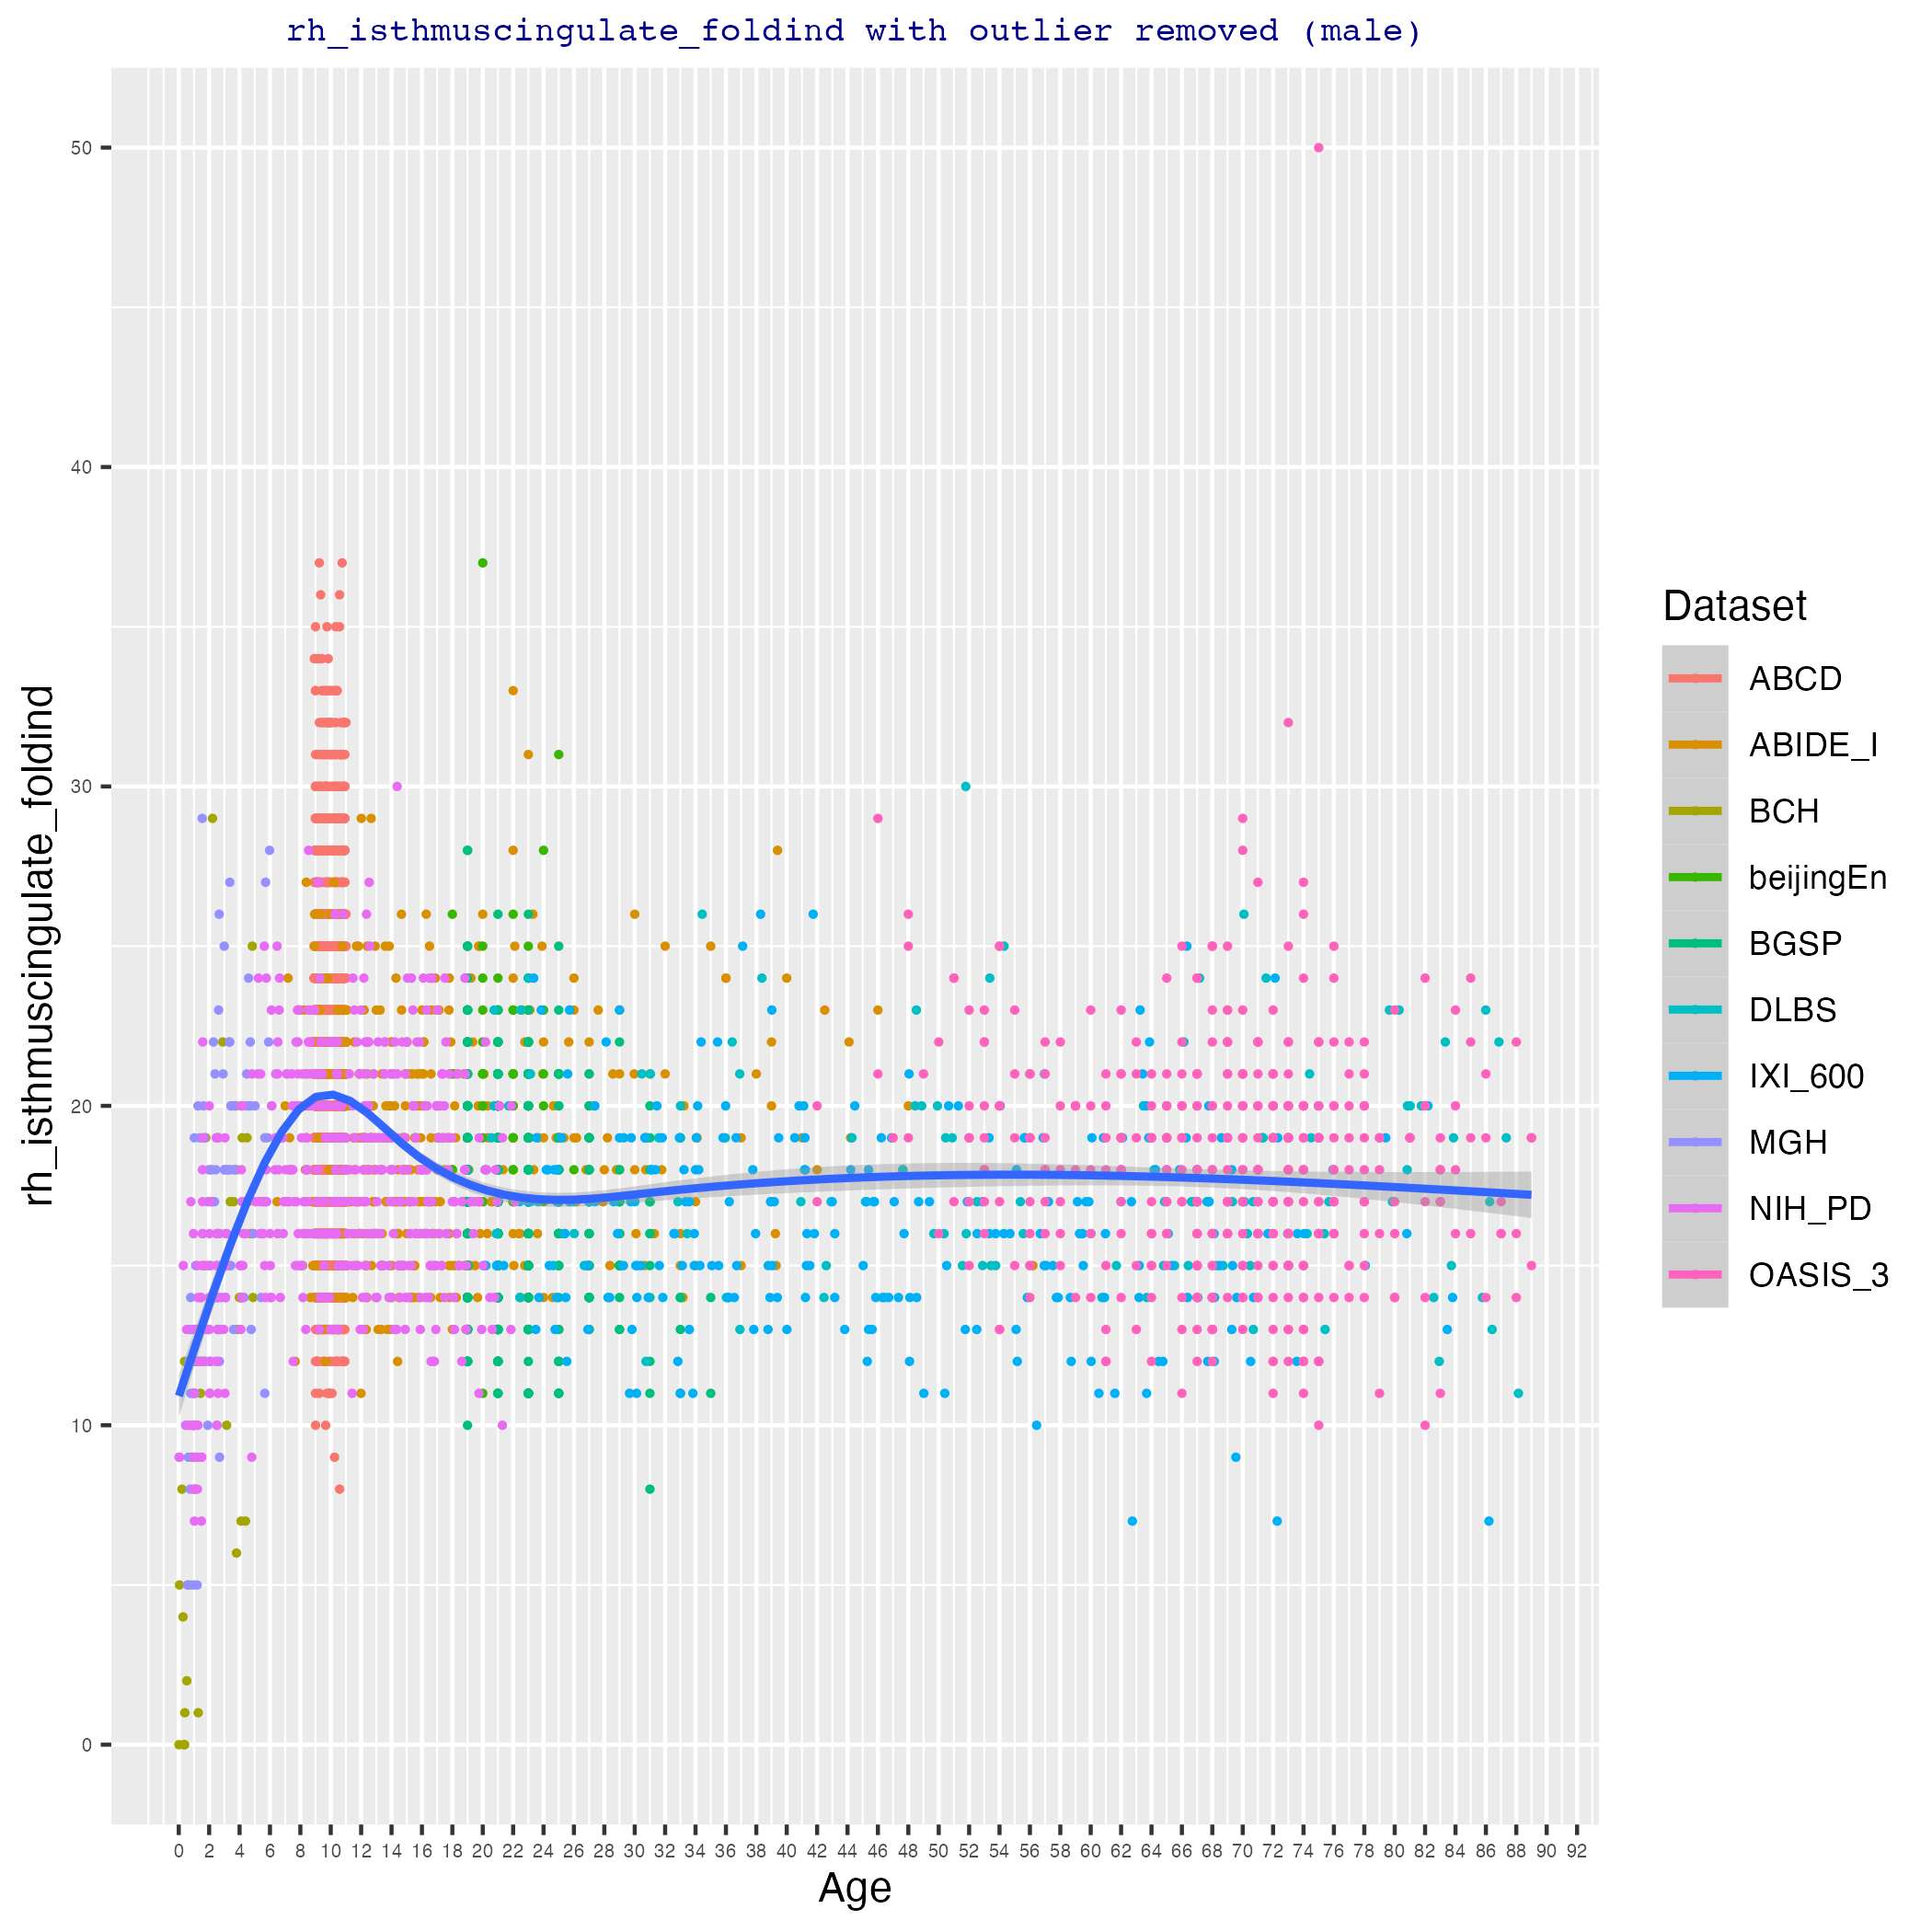 rh_isthmuscingulate_foldind with outlier removed (male)
rh_isthmuscingulate_foldind
50
40
30
20
10
0
0 2 4 6 8 10 12 14 16 18 20 22 24 26 28 30 32 34 36 38 40 42 44 46 48 50 52 54 56 58 60 62 64 66 68 70 72 74 76 78 80 82 84 86 88 90 92
Age
Dataset
ABCD
ABIDE_I
BCH
beijingEn
BGSP
DLBS
IXI_600
MGH
NIH_PD
OASIS_3